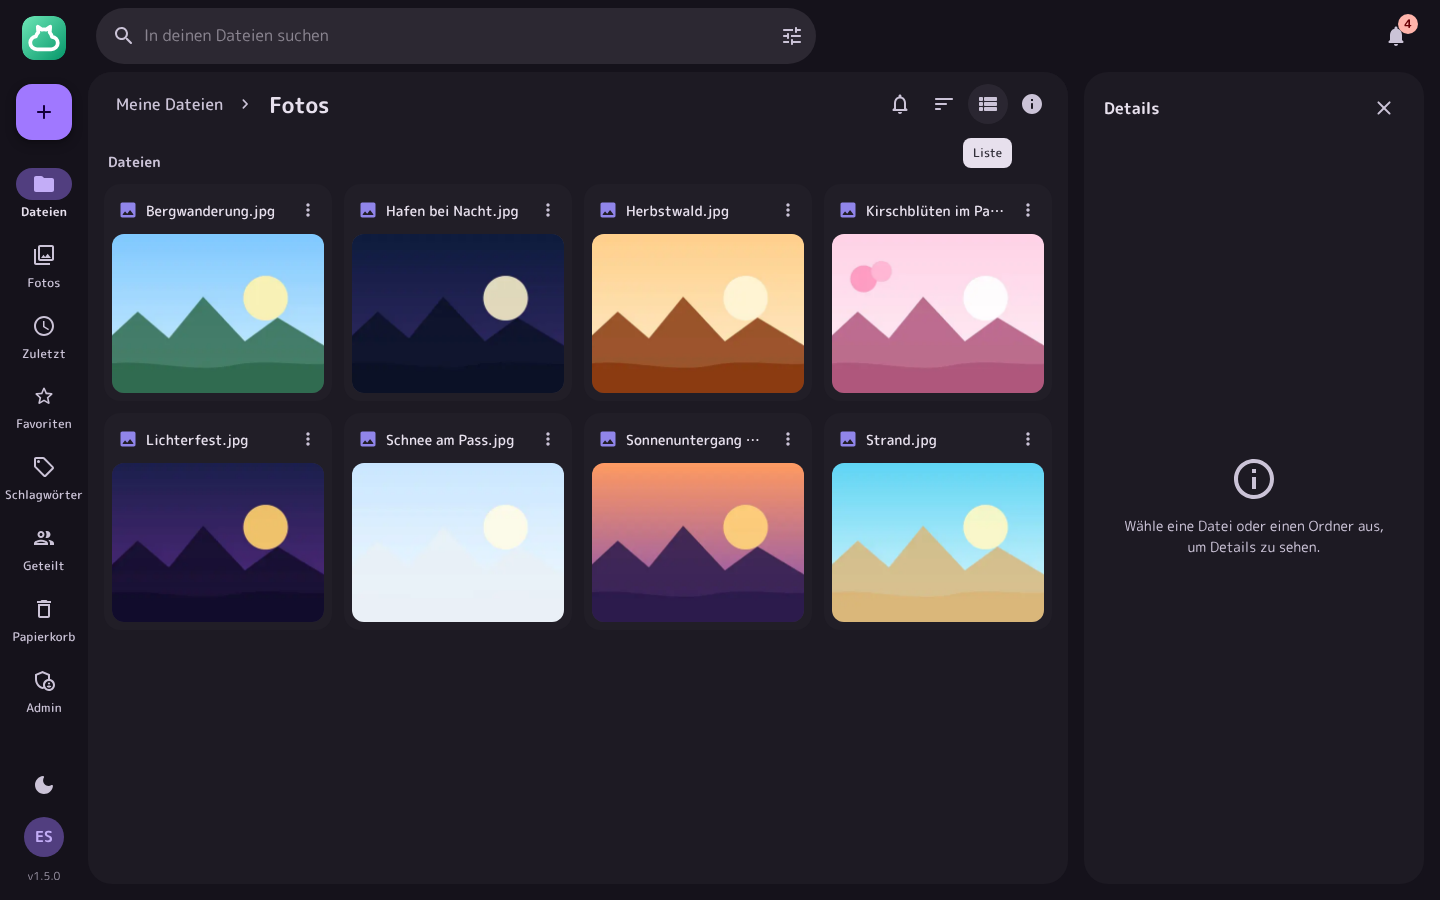 In deinen Dateien suchen
4
Meine Dateien
Fotos
Details
Liste
Dateien
Dateien
Fotos
Zuletzt
Favoriten
Schlagwörter
Geteilt
Papierkorb
Admin
ES
v1.5.0
Bergwanderung.jpg
Hafen bei Nacht.jpg
Herbstwald.jpg
Kirschblüten im Pa…
Lichterfest.jpg
Schnee am Pass.jpg
Sonnenuntergang …
Strand.jpg
Wähle eine Datei oder einen Ordner aus,
um Details zu sehen.